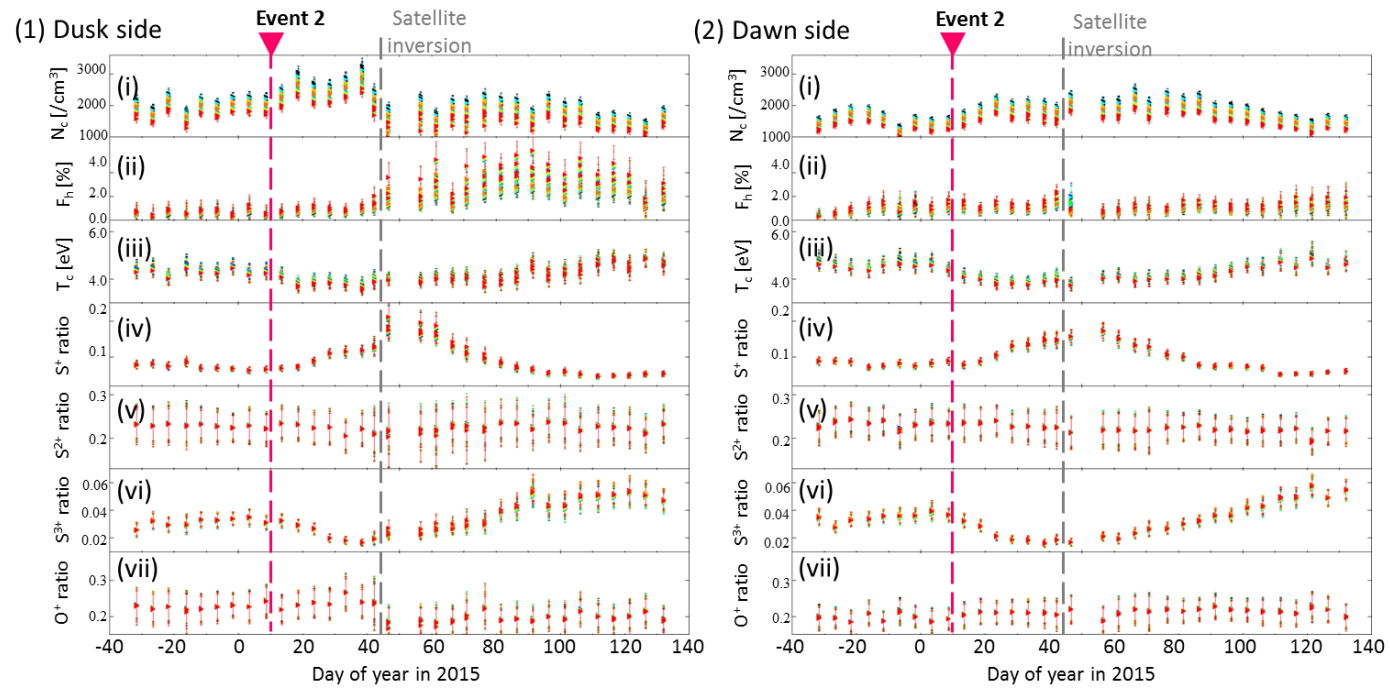 (1) Dusk side
Event 2
Satellite
inversion
(i)
N_c [/cm³]
3000
2000
1000
(ii)
F_h [%]
4.0
2.0
0.0
(iii)
T_c [eV]
6.0
4.0
(iv)
S⁺ ratio
0.2
0.1
(v)
S²⁺ ratio
0.3
0.2
(vi)
S³⁺ ratio
0.06
0.04
0.02
(vii)
O⁺ ratio
0.3
0.2
-40 -20 0 20 40 60 80 100 120 140
Day of year in 2015
(2) Dawn side
Event 2
Satellite
inversion
(i)
N_c [/cm³]
3000
2000
1000
(ii)
F_h [%]
4.0
2.0
0.0
(iii)
T_c [eV]
6.0
4.0
(iv)
S⁺ ratio
0.2
0.1
(v)
S²⁺ ratio
0.3
0.2
(vi)
S³⁺ ratio
0.06
0.04
0.02
(vii)
O⁺ ratio
0.3
0.2
-40 -20 0 20 40 60 80 100 120 140
Day of year in 2015